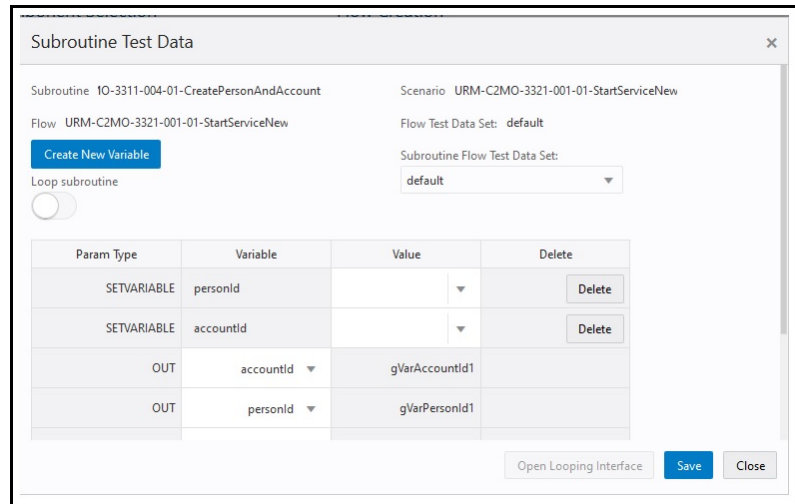 Subroutine Test Data
×
Subroutine 10-3311-004-01-CreatePersonAndAccount
Scenario URM-C2MO-3321-001-01-StartServiceNew
Flow URM-C2MO-3321-001-01-StartServiceNew
Flow Test Data Set: default
Create New Variable
Subroutine Flow Test Data Set:
Loop subroutine
default
Param Type Variable Value Delete
SETVARIABLE personId Delete
SETVARIABLE accountId Delete
OUT accountId gVarAccountId1
OUT personId gVarPersonId1
Open Looping Interface Save Close